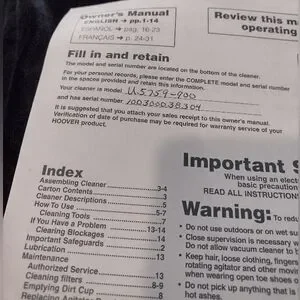 Owner's Manual
ENGLISH → pp.1-14
ESPAÑOL → pág. 16-23
FRANÇAIS → p. 24-31
Review this m
operating
Fill in and retain
The model and serial number are located on the bottom of the cleaner.
For your personal records, please enter the COMPLETE model and serial number
in the spaces provided and retain this information.
Your cleaner is model U5759-900
and has serial number 100300038304
It is suggested that you attach your sales receipt to this owner's manual.
Verification of date of purchase may be required for warranty service of your
HOOVER product.
Index
Assembling Cleaner 3-4
Carton Contents 3
Cleaner Descriptions 5
How to Use 5-7
Cleaning Tools 7
If You Have a Problem 13-14
Clearing Blockages 14
Important Safeguards 2
Lubrication
Maintenance
Authorized Service 13
Cleaning filters 8-9
Emptying Dirt Cup 8
Replacing Agitator
Important S
When using an elect
basic precaution
READ ALL INSTRUCTIONS
Warning: To redu
• Do not use outdoors or on wet su
• Close supervision is necessary w
Do not allow vacuum cleaner
• Keep hair, loose clothing, fingers
rotating agitator and other movin
when wearing open toe shoes o
• Do not pick up anything that is b
hot ashes.